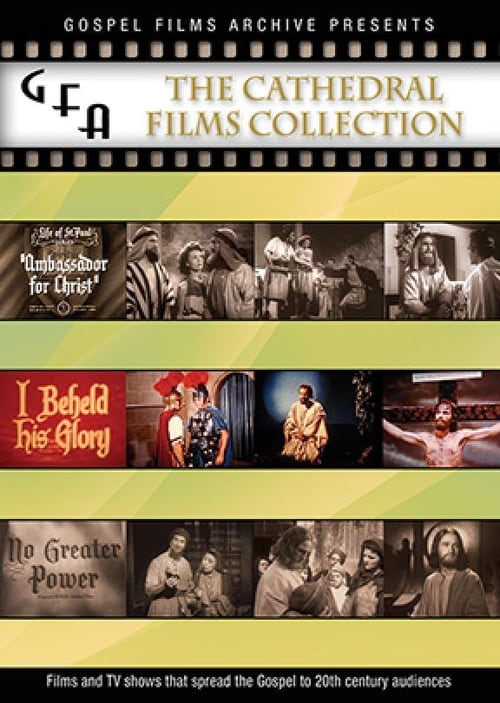 GOSPEL FILMS ARCHIVE PRESENTS
GFA
THE CATHEDRAL
FILMS COLLECTION
Life of St. Paul
SERIES
"Ambassador
for Christ"
I Beheld
his Glory
No Greater
Power
Films and TV shows that spread the Gospel to 20th century audiences